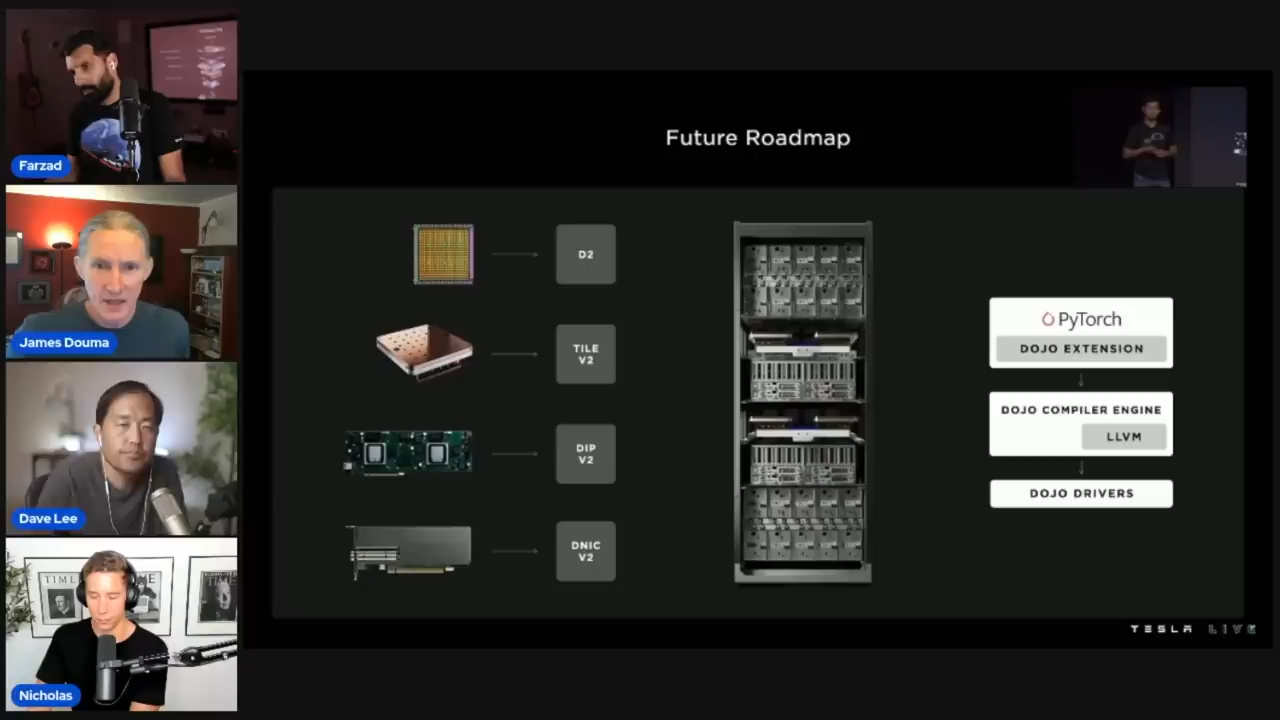 Farzad
James Douma
Dave Lee
TIME
Nicholas
Future Roadmap
D2
TILE
V2
DIP
V2
DNIC
V2
PyTorch
DOJO EXTENSION
DOJO COMPILER ENGINE
LLVM
DOJO DRIVERS
TESLA LIVE